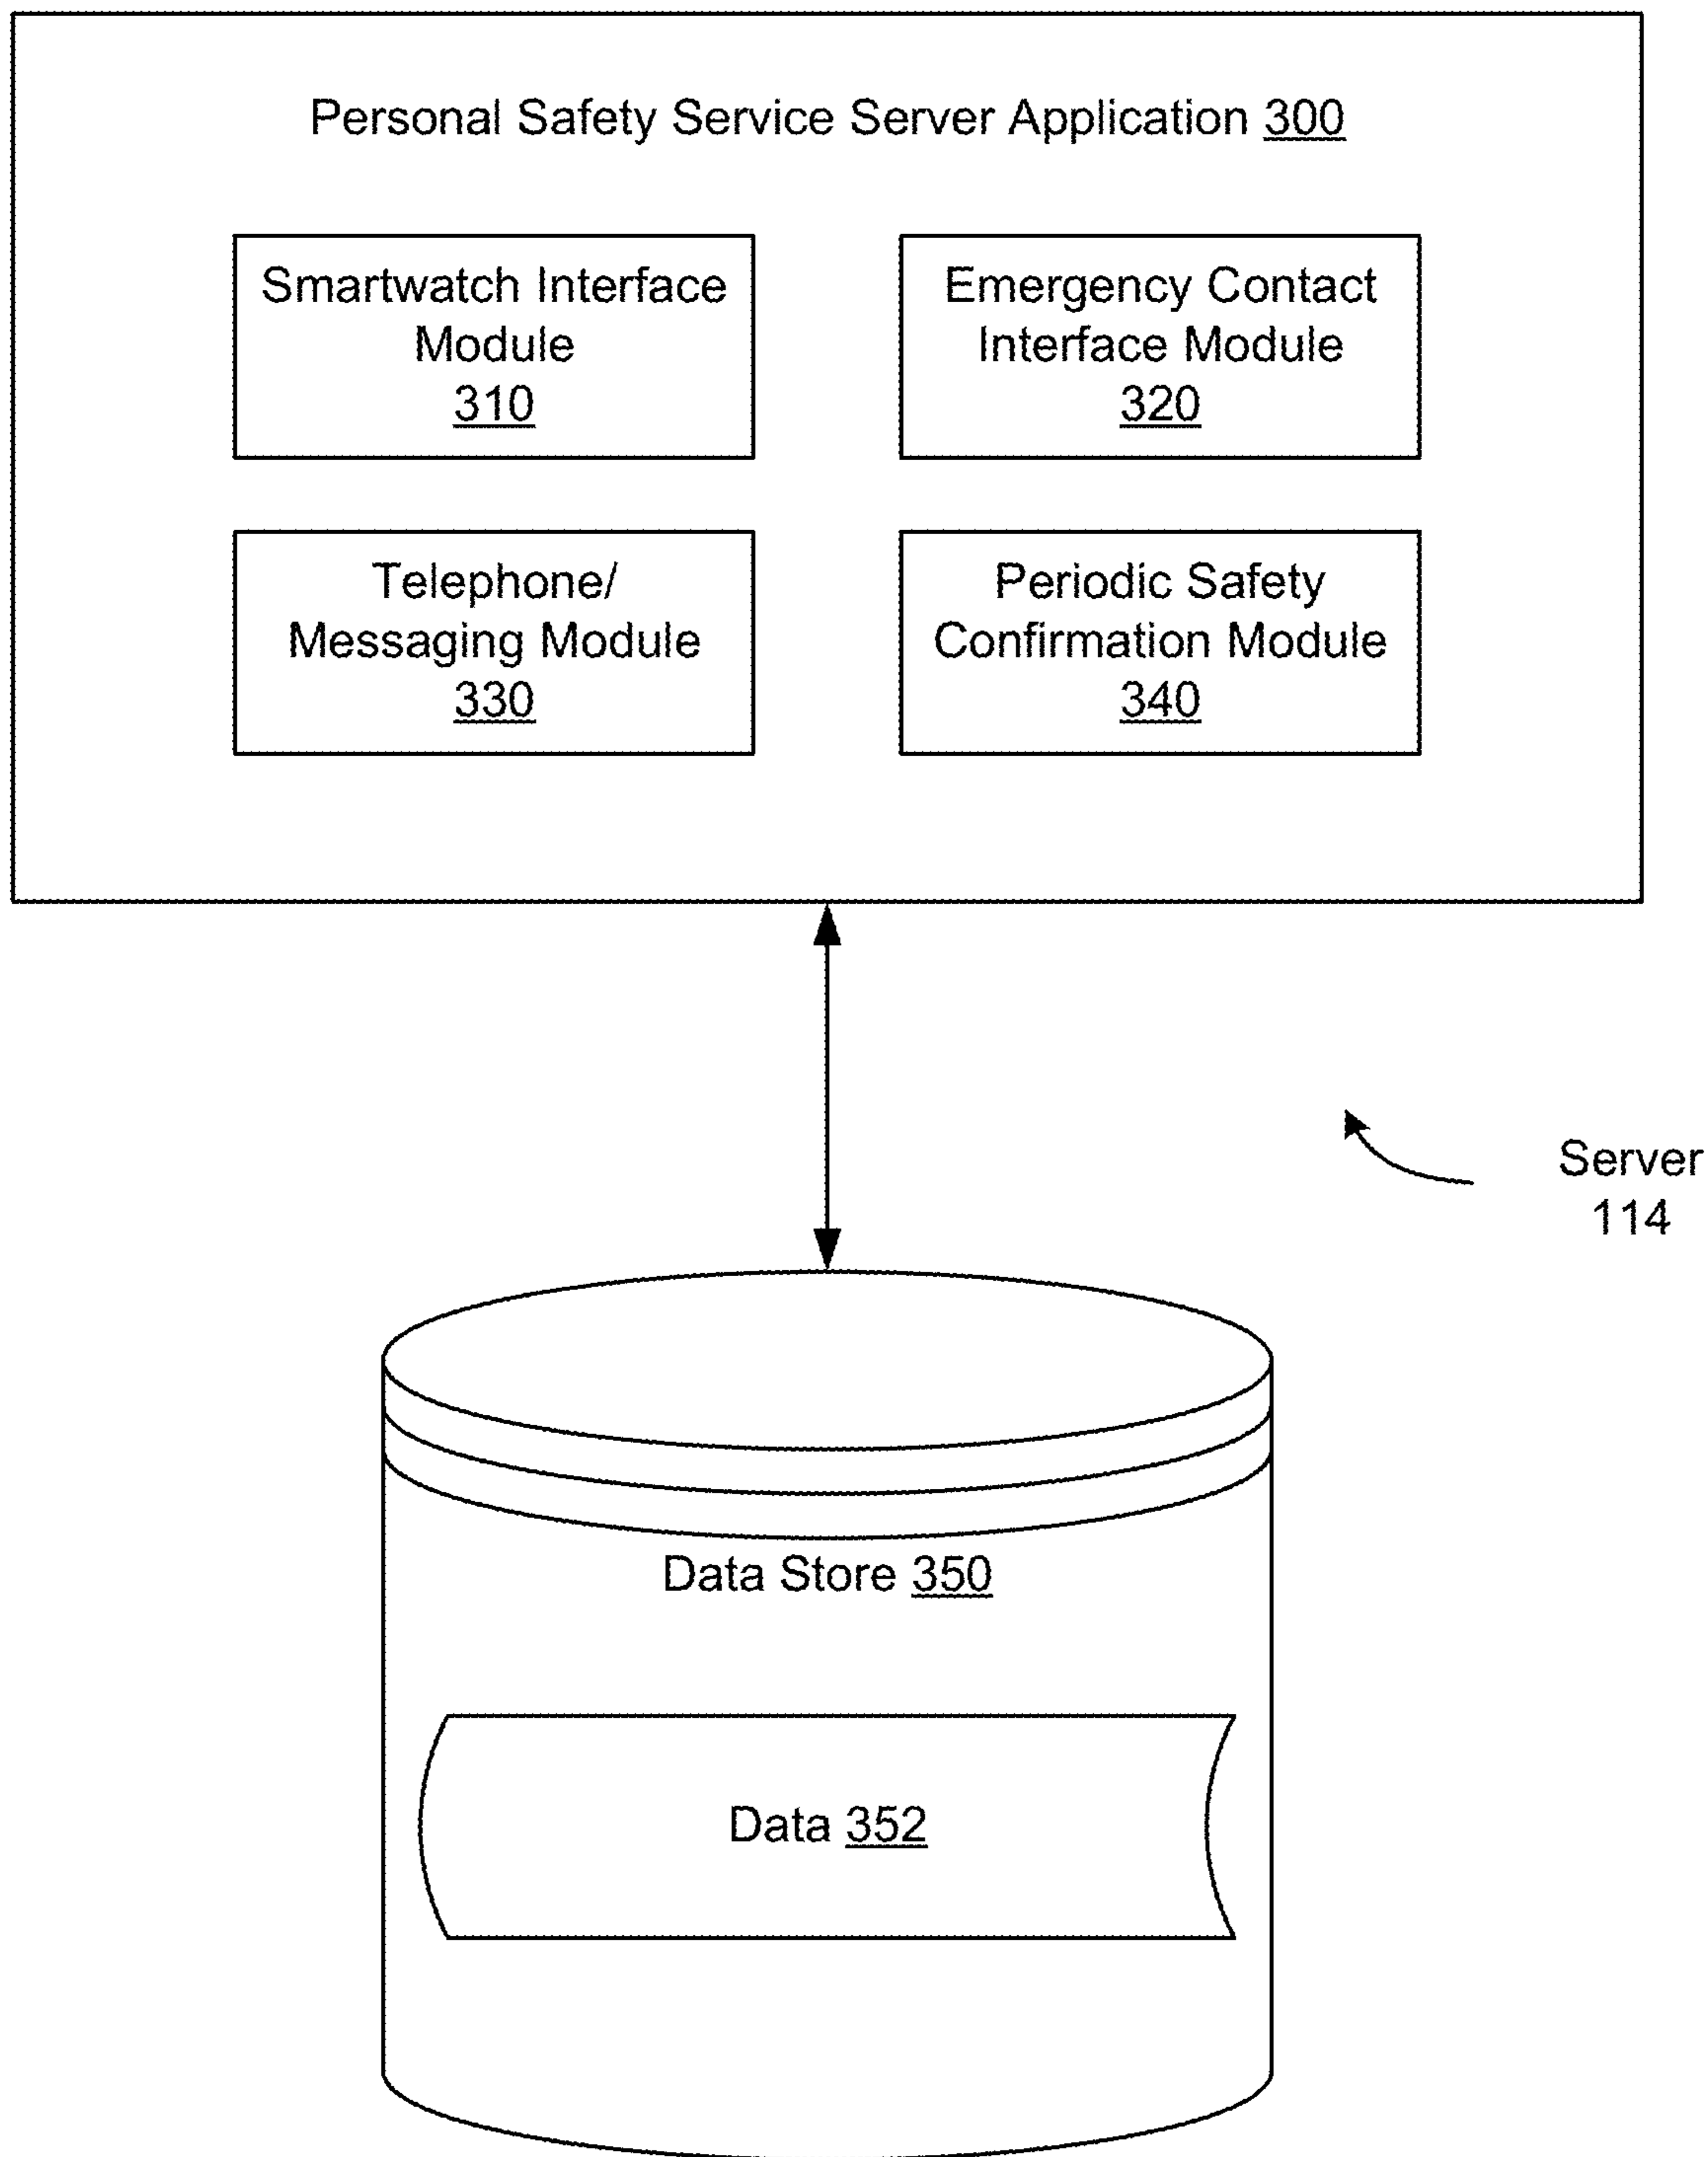 Personal Safety Service Server Application 300
Smartwatch Interface
Module
310
Emergency Contact
Interface Module
320
Telephone/
Messaging Module
330
Periodic Safety
Confirmation Module
340
Server
114
Data Store 350
Data 352